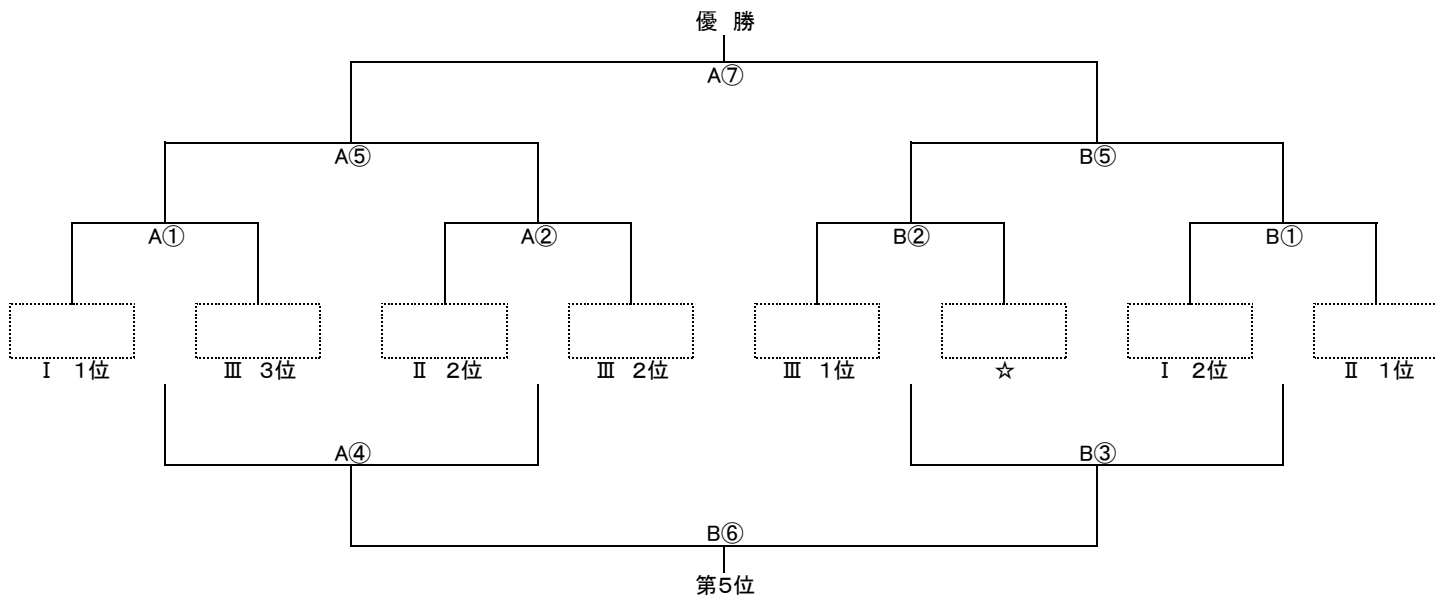 優 勝
A⑦
A⑤ B⑤
A① A② B② B①
Ⅰ 1位 Ⅲ 3位 Ⅱ 2位 Ⅲ 2位 Ⅲ 1位 ☆ Ⅰ 2位 Ⅱ 1位
A④ B③
B⑥
第5位